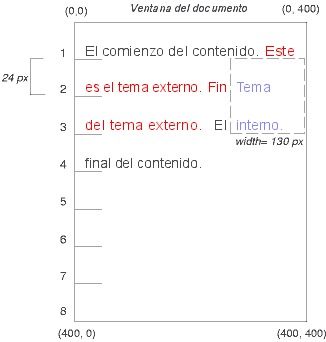 (0,0) Ventana del documento (0, 400)
1 El comienzo del contenido. Este
24 px
2 es el tema externo. Fin Tema
3 del tema externo. El interno.
width= 130 px
4 final del contenido.
5
6
7
8
(400, 0) (400, 400)